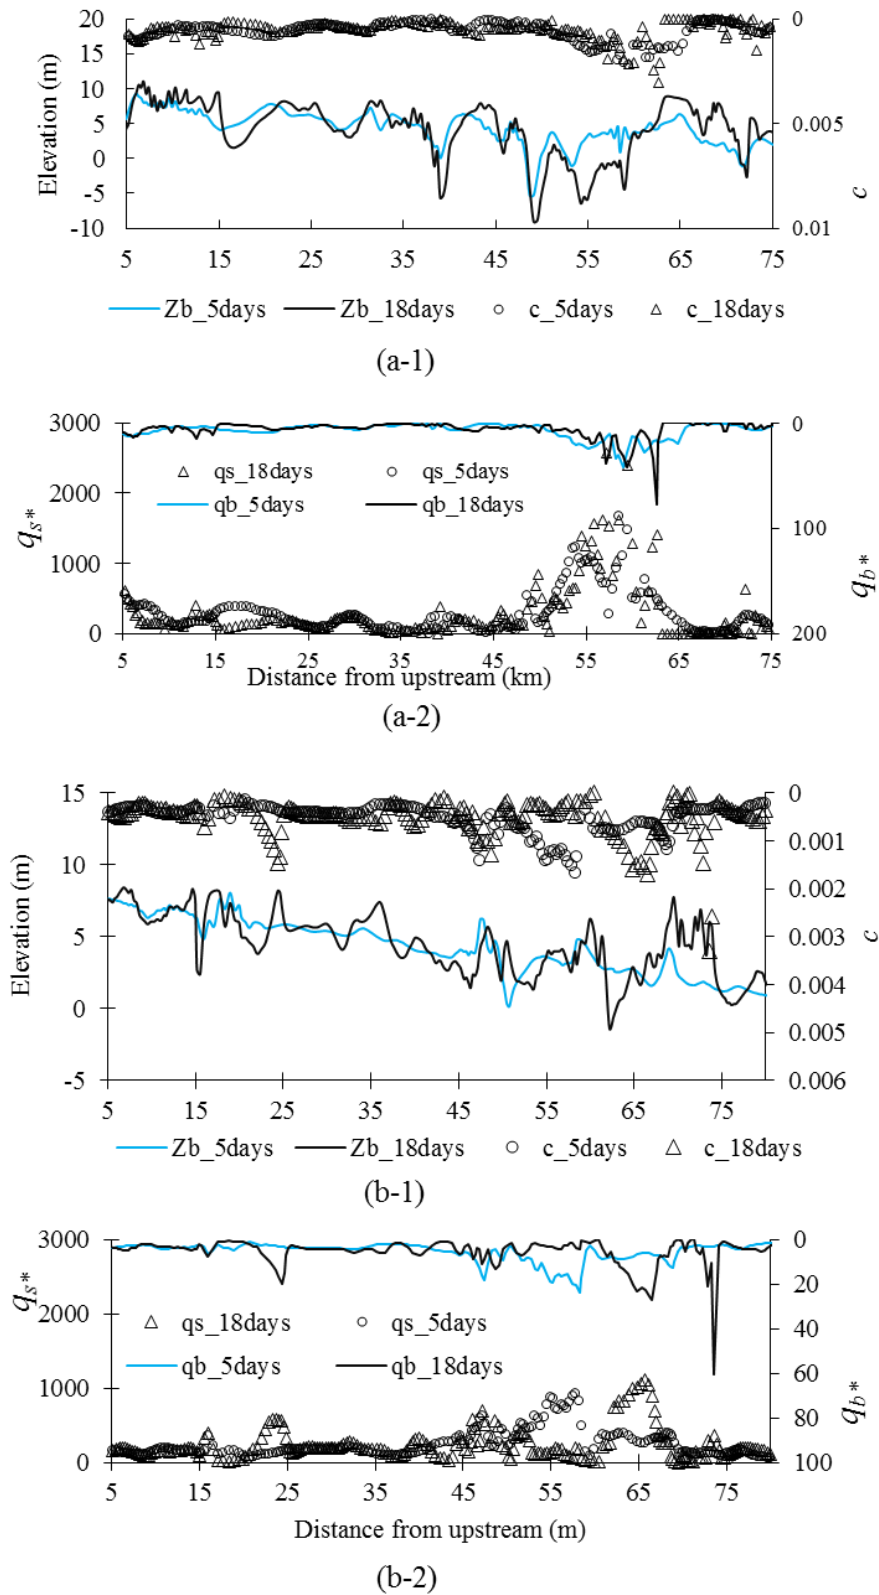 20
15
10
5
0
-5
-10
Elevation (m)
0
0.005
0.01
c
5 15 25 35 45 55 65 75
Zb_5days Zb_18days c_5days c_18days
(a-1)
3000
2000
1000
0
qs*
0
100
200
qb*
qs_18days qs_5days
qb_5days qb_18days
5 15 25 35 45 55 65 75
Distance from upstream (km)
(a-2)
15
10
5
0
-5
Elevation (m)
0
0.001
0.002
0.003
0.004
0.005
0.006
c
5 15 25 35 45 55 65 75
Zb_5days Zb_18days c_5days c_18days
(b-1)
3000
2000
1000
0
qs*
0
20
40
60
80
100
qb*
qs_18days qs_5days
qb_5days qb_18days
5 15 25 35 45 55 65 75
Distance from upstream (m)
(b-2)